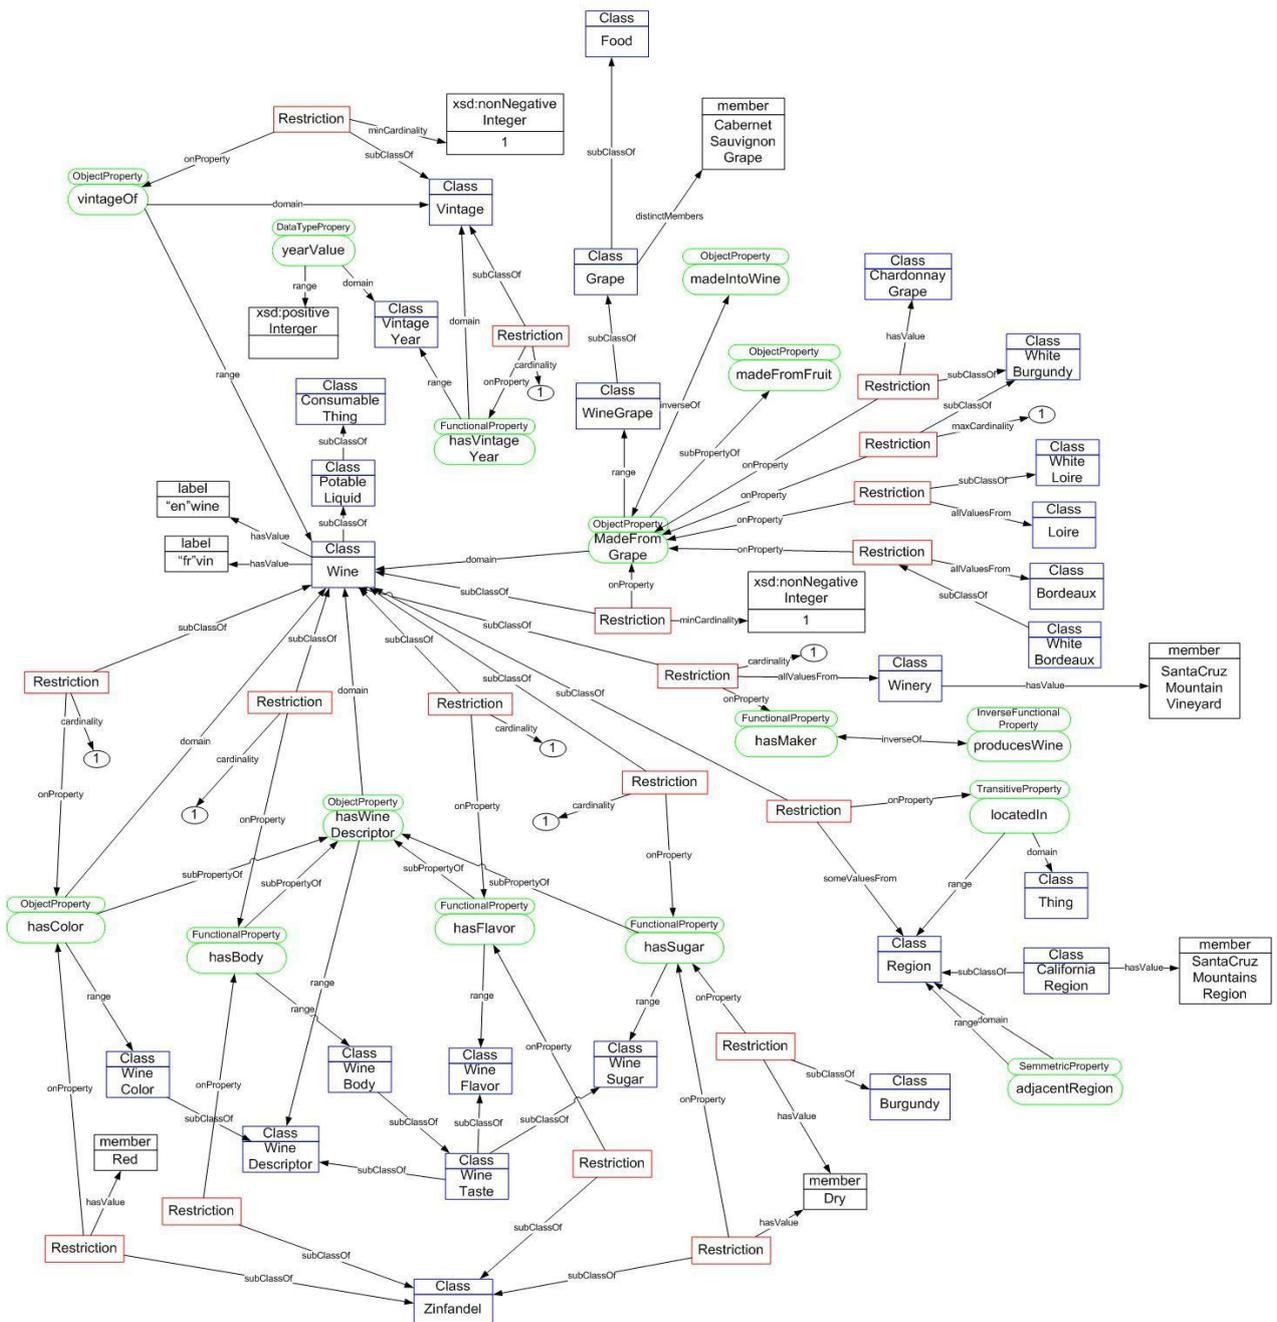 Class
Food
xsd:nonNegative
Integer
1
member
Cabernet
Sauvignon
Grape
Restriction
minCardinality
subClassOf
onProperty
subClassOf
ObjectProperty
vintageOf
Class
Vintage
domain
distinctMembers
DataTypePropery
yearValue
Class
Grape
ObjectProperty
madeIntoWine
Class
Chardonnay
Grape
subClassOf
range
domain
xsd:positive
Interger
Class
Vintage
Year
domain
Restriction
hasValue
subClassOf
ObjectProperty
madeFromFruit
Class
White
Burgundy
range
cardinality
onProperty
1
range
Class
Consumable
Thing
Class
WineGrape
inverseOf
Restriction
subClassOf
subClassOf
1
maxCardinality
FunctionalProperty
hasVintage
Year
subClassOf
Restriction
subPropertyOf
onProperty
Class
White
Loire
Class
Potable
Liquid
range
subClassOf
Restriction
onProperty
label
"en"wine
subClassOf
hasValue
ObjectProperty
MadeFrom
Grape
onProperty
allValuesFrom
Class
Loire
label
"fr"vin
hasValue
Class
Wine
domain
onProperty
Restriction
allValuesFrom
Class
Bordeaux
onProperty
subClassOf
xsd:nonNegative
Integer
1
subClassOf
Restriction
minCardinality
subClassOf
Class
White
Bordeaux
subClassOf
subClassOf
subClassOf
subClassOf
subClassOf
cardinality
1
member
SantaCruz
Mountain
Vineyard
Restriction
Restriction
allValuesFrom
Class
Winery
hasValue
domain
Restriction
Restriction
onProperty
cardinality
1
cardinality
1
FunctionalProperty
hasMaker
inverseOf
InverseFunctional
Property
producesWine
domain
cardinality
Restriction
onProperty
ObjectProperty
hasWine
Descriptor
onProperty
cardinality
1
1
Restriction
onProperty
TransitiveProperty
locatedIn
onProperty
onProperty
domain
subPropertyOf
subPropertyOf
subPropertyOf
subPropertyOf
someValuesFrom
range
Class
Thing
ObjectProperty
hasColor
FunctionalProperty
hasBody
FunctionalProperty
hasFlavor
FunctionalProperty
hasSugar
Class
Region
subClassOf
Class
California
Region
hasValue
member
SantaCruz
Mountains
Region
range
range
range
range
range
onProperty
range
domain
Class
Wine
Color
Class
Wine
Body
Class
Wine
Flavor
onProperty
Class
Wine
Sugar
Restriction
SemmetricProperty
adjacentRegion
onProperty
onProperty
subClassOf
Class
Burgundy
onProperty
hasValue
subClassOf
subClassOf
subClassOf
subClassOf
member
Red
Class
Wine
Descriptor
subClassOf
Class
Wine
Taste
Restriction
member
Dry
hasValue
Restriction
hasValue
subClassOf
Restriction
Restriction
subClassOf
subClassOf
subClassOf
Class
Zinfandel